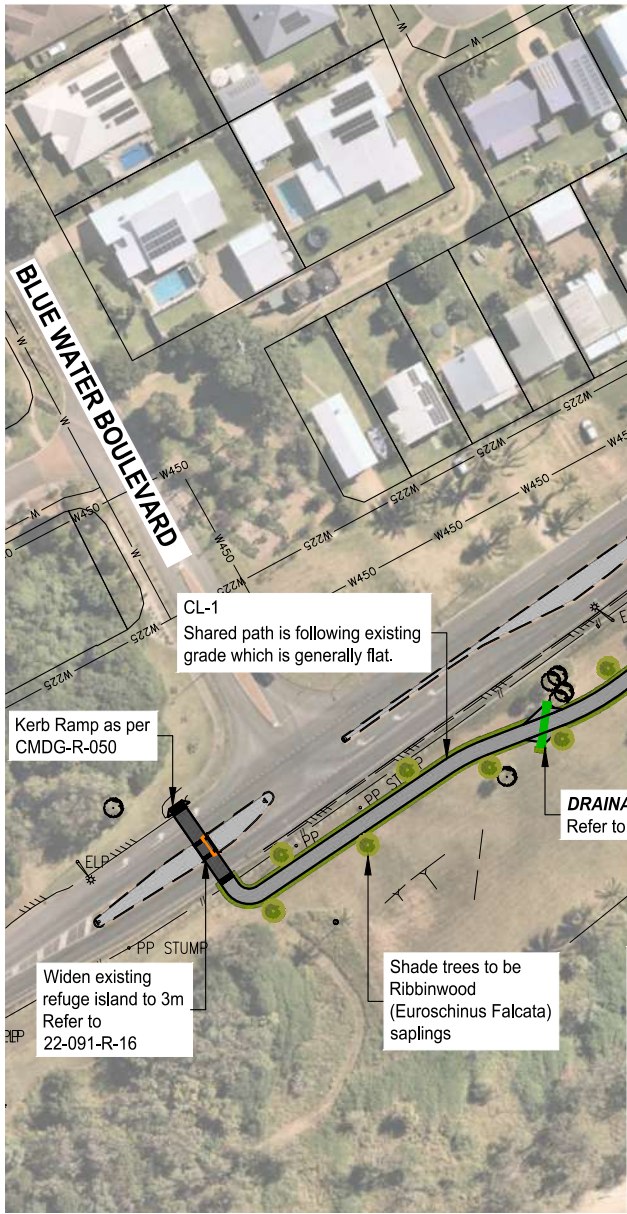 W
W
BLUE WATER BOULEVARD
W
W
W
W
W450
W450
W450
W225
W225
W225
W225
W225
W225
W450
W450
W450
CL-1
Shared path is following existing
grade which is generally flat.
Kerb Ramp as per
CMDG-R-050
PP STUMP
PP
DRAINA
Refer to
ELP
PP STUMP
Widen existing
refuge island to 3m
Refer to
22-091-R-16
Shade trees to be
Ribbinwood
(Euroschinus Falcata)
saplings